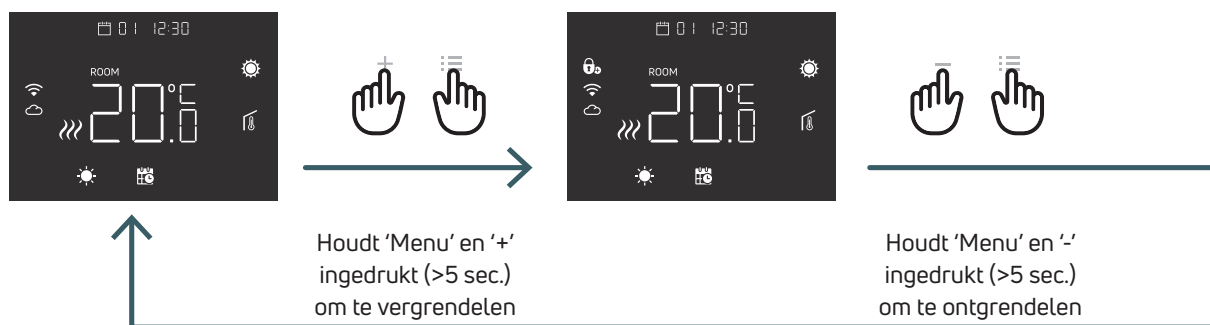 01 12:30
ROOM
20.0°C
+
Houdt ‘Menu’ en ‘+’
ingedrukt (>5 sec.)
om te vergrendelen
01 12:30
ROOM
20.0°C
-
Houdt ‘Menu’ en ‘-’
ingedrukt (>5 sec.)
om te ontgrendelen